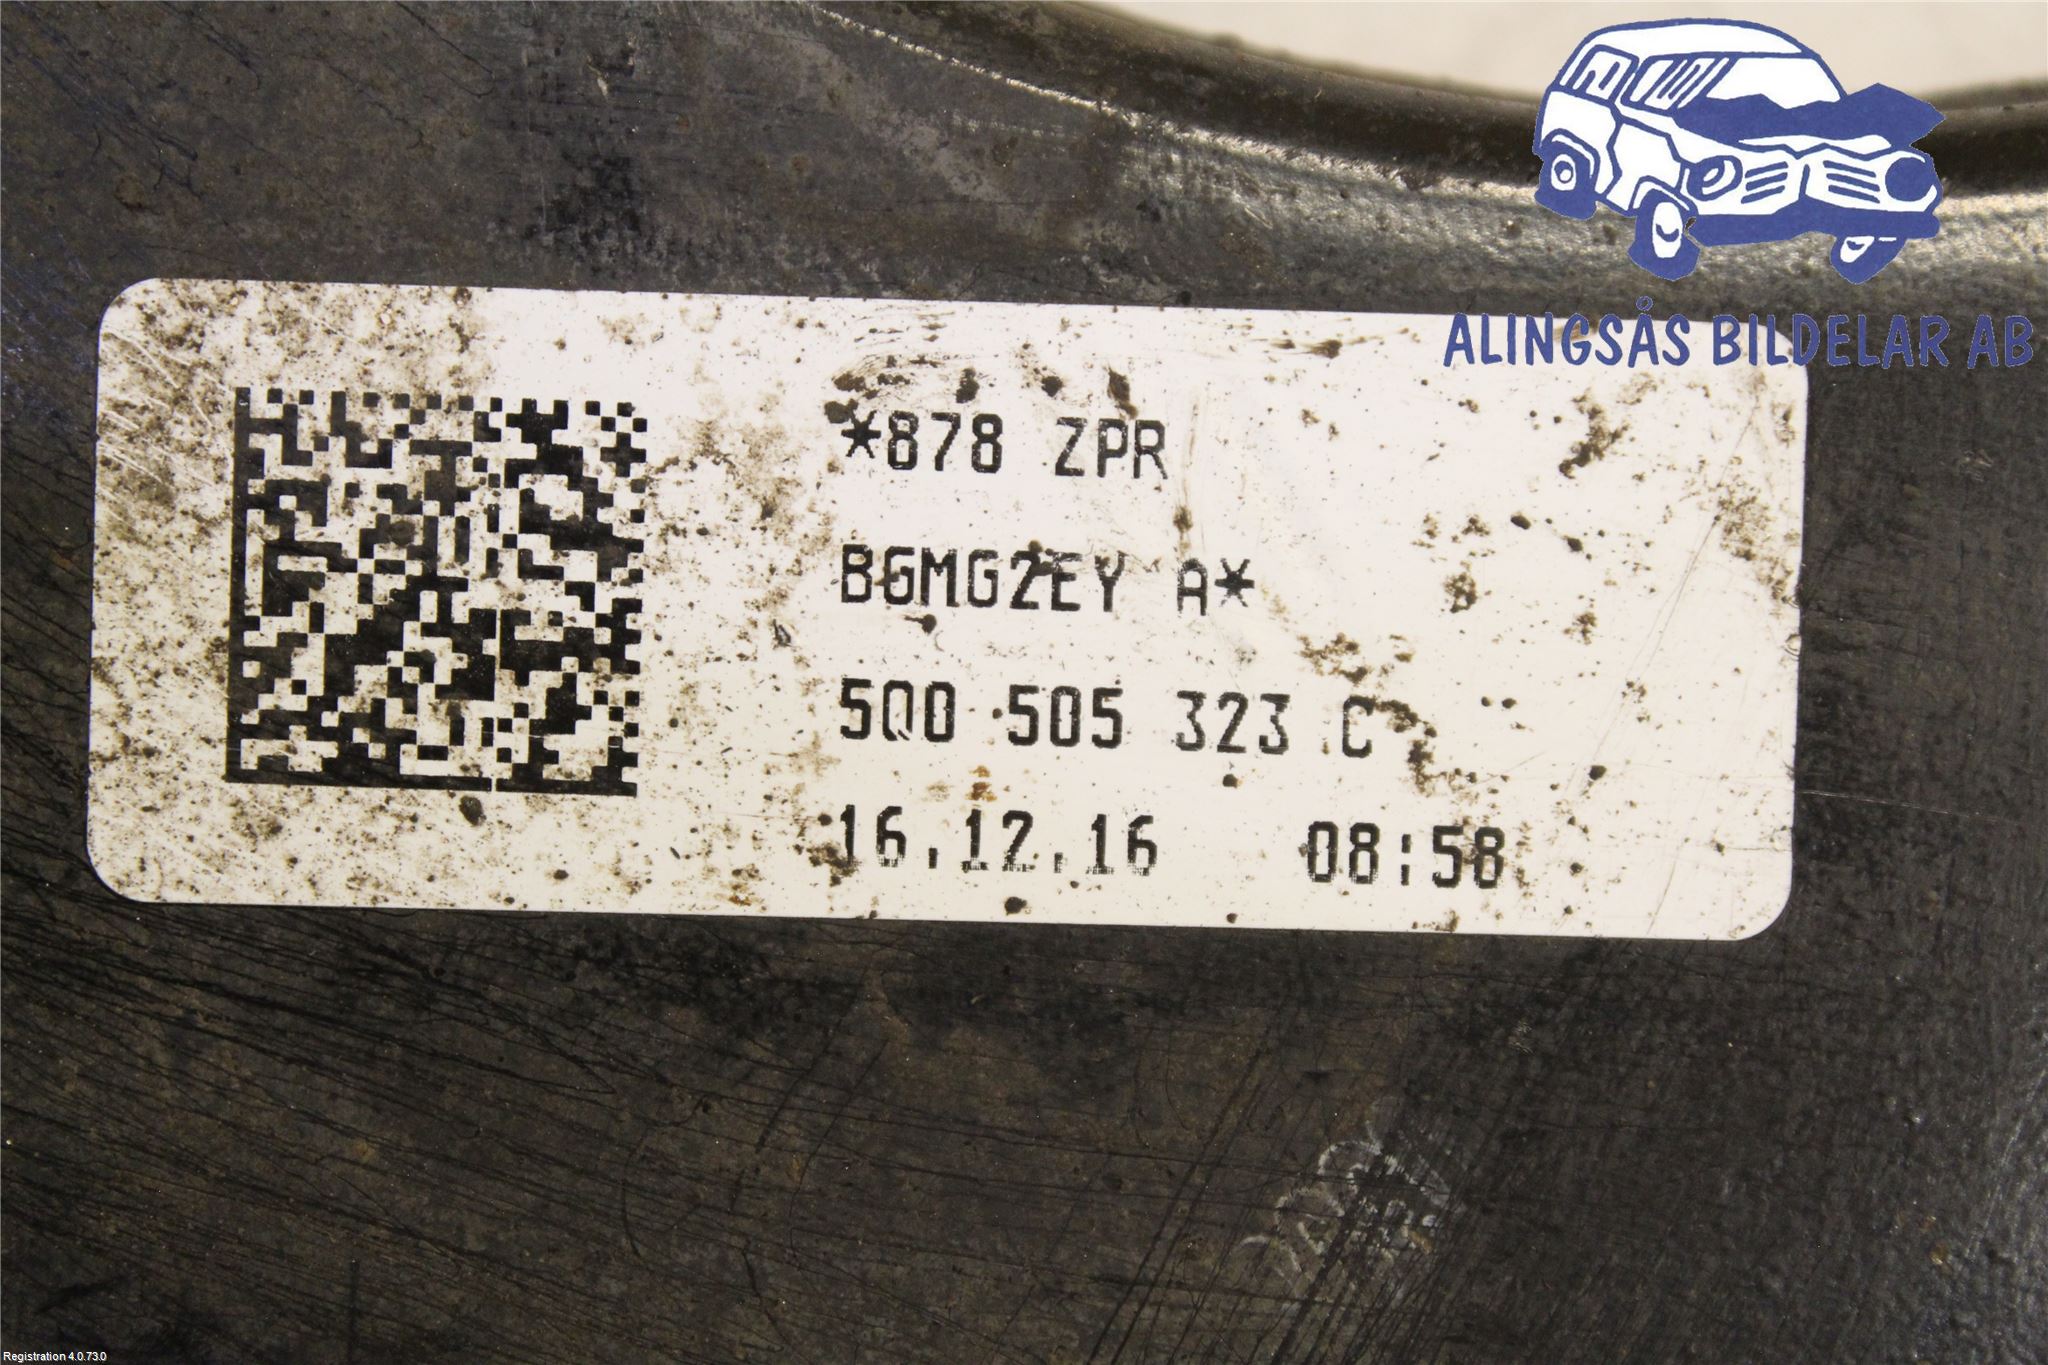 ALINGSÅS BILDELAR AB
*878 ZPR
BGMG2EY A*
5Q0 505 323 C
16.12.16 08:58
Registration 4.0.73.0